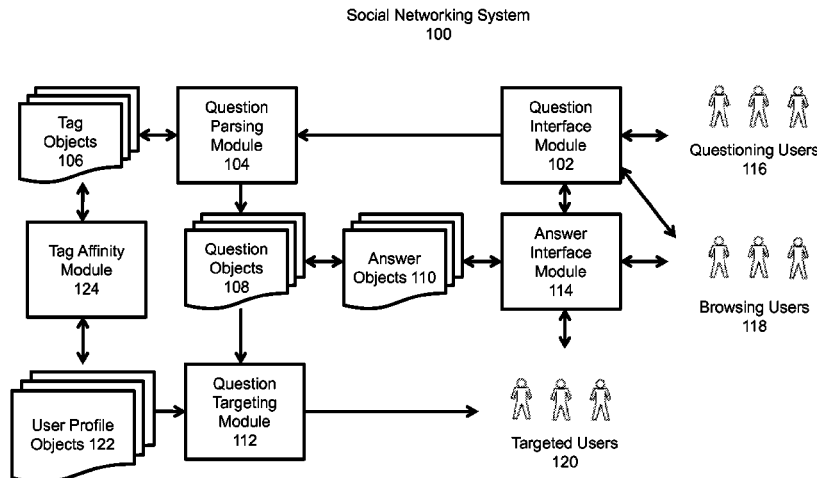 Social Networking System
100
Tag
Objects
106
Question
Parsing
Module
104
Question
Interface
Module
102
Questioning Users
116
Tag Affinity
Module
124
Question
Objects
108
Answer
Objects 110
Answer
Interface
Module
114
Browsing Users
118
User Profile
Objects 122
Question
Targeting
Module
112
Targeted Users
120